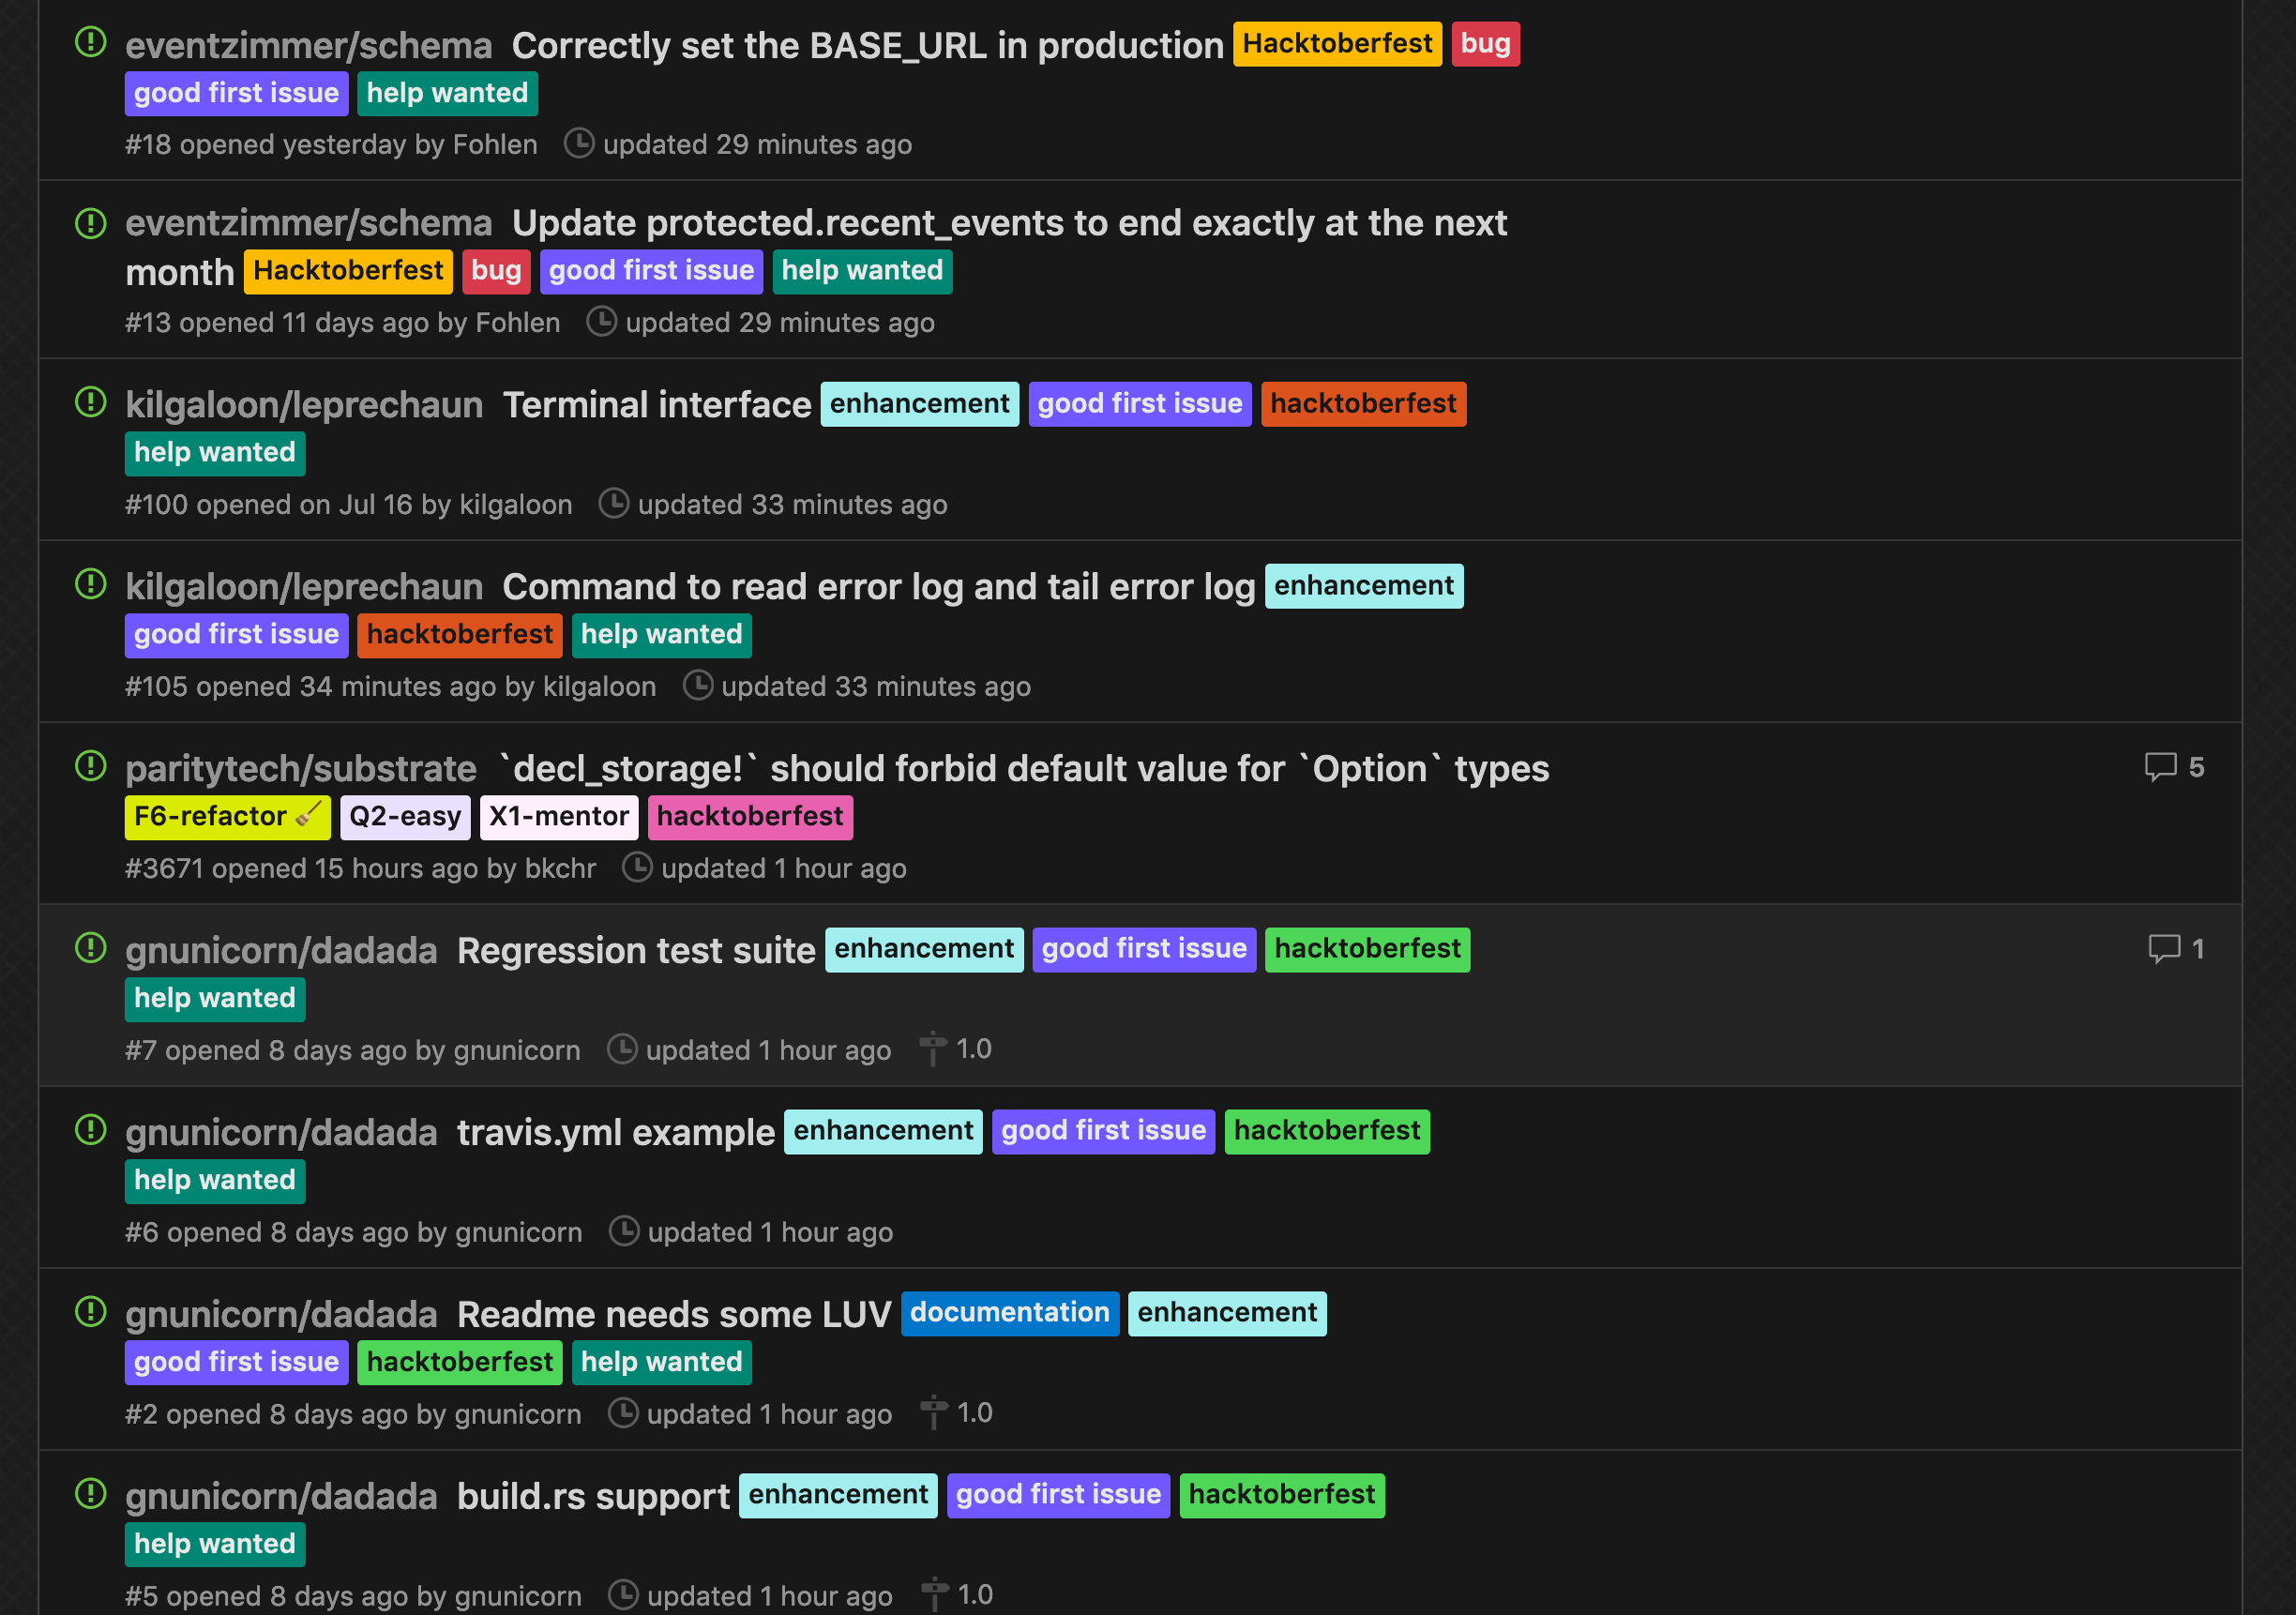 eventzimmer/schema Correctly set the BASE_URL in production Hacktoberfest bug
good first issue help wanted
#18 opened yesterday by Fohlen updated 29 minutes ago
eventzimmer/schema Update protected.recent_events to end exactly at the next
month Hacktoberfest bug good first issue help wanted
#13 opened 11 days ago by Fohlen updated 29 minutes ago
kilgaloon/leprechaun Terminal interface enhancement good first issue hacktoberfest
help wanted
#100 opened on Jul 16 by kilgaloon updated 33 minutes ago
kilgaloon/leprechaun Command to read error log and tail error log enhancement
good first issue hacktoberfest help wanted
#105 opened 34 minutes ago by kilgaloon updated 33 minutes ago
paritytech/substrate `decl_storage!` should forbid default value for `Option` types 5
F6-refactor 🧹 Q2-easy X1-mentor hacktoberfest
#3671 opened 15 hours ago by bkchr updated 1 hour ago
gnunicorn/dadada Regression test suite enhancement good first issue hacktoberfest 1
help wanted
#7 opened 8 days ago by gnunicorn updated 1 hour ago 1.0
gnunicorn/dadada travis.yml example enhancement good first issue hacktoberfest
help wanted
#6 opened 8 days ago by gnunicorn updated 1 hour ago
gnunicorn/dadada Readme needs some LUV documentation enhancement
good first issue hacktoberfest help wanted
#2 opened 8 days ago by gnunicorn updated 1 hour ago 1.0
gnunicorn/dadada build.rs support enhancement good first issue hacktoberfest
help wanted
#5 opened 8 days ago by gnunicorn updated 1 hour ago 1.0